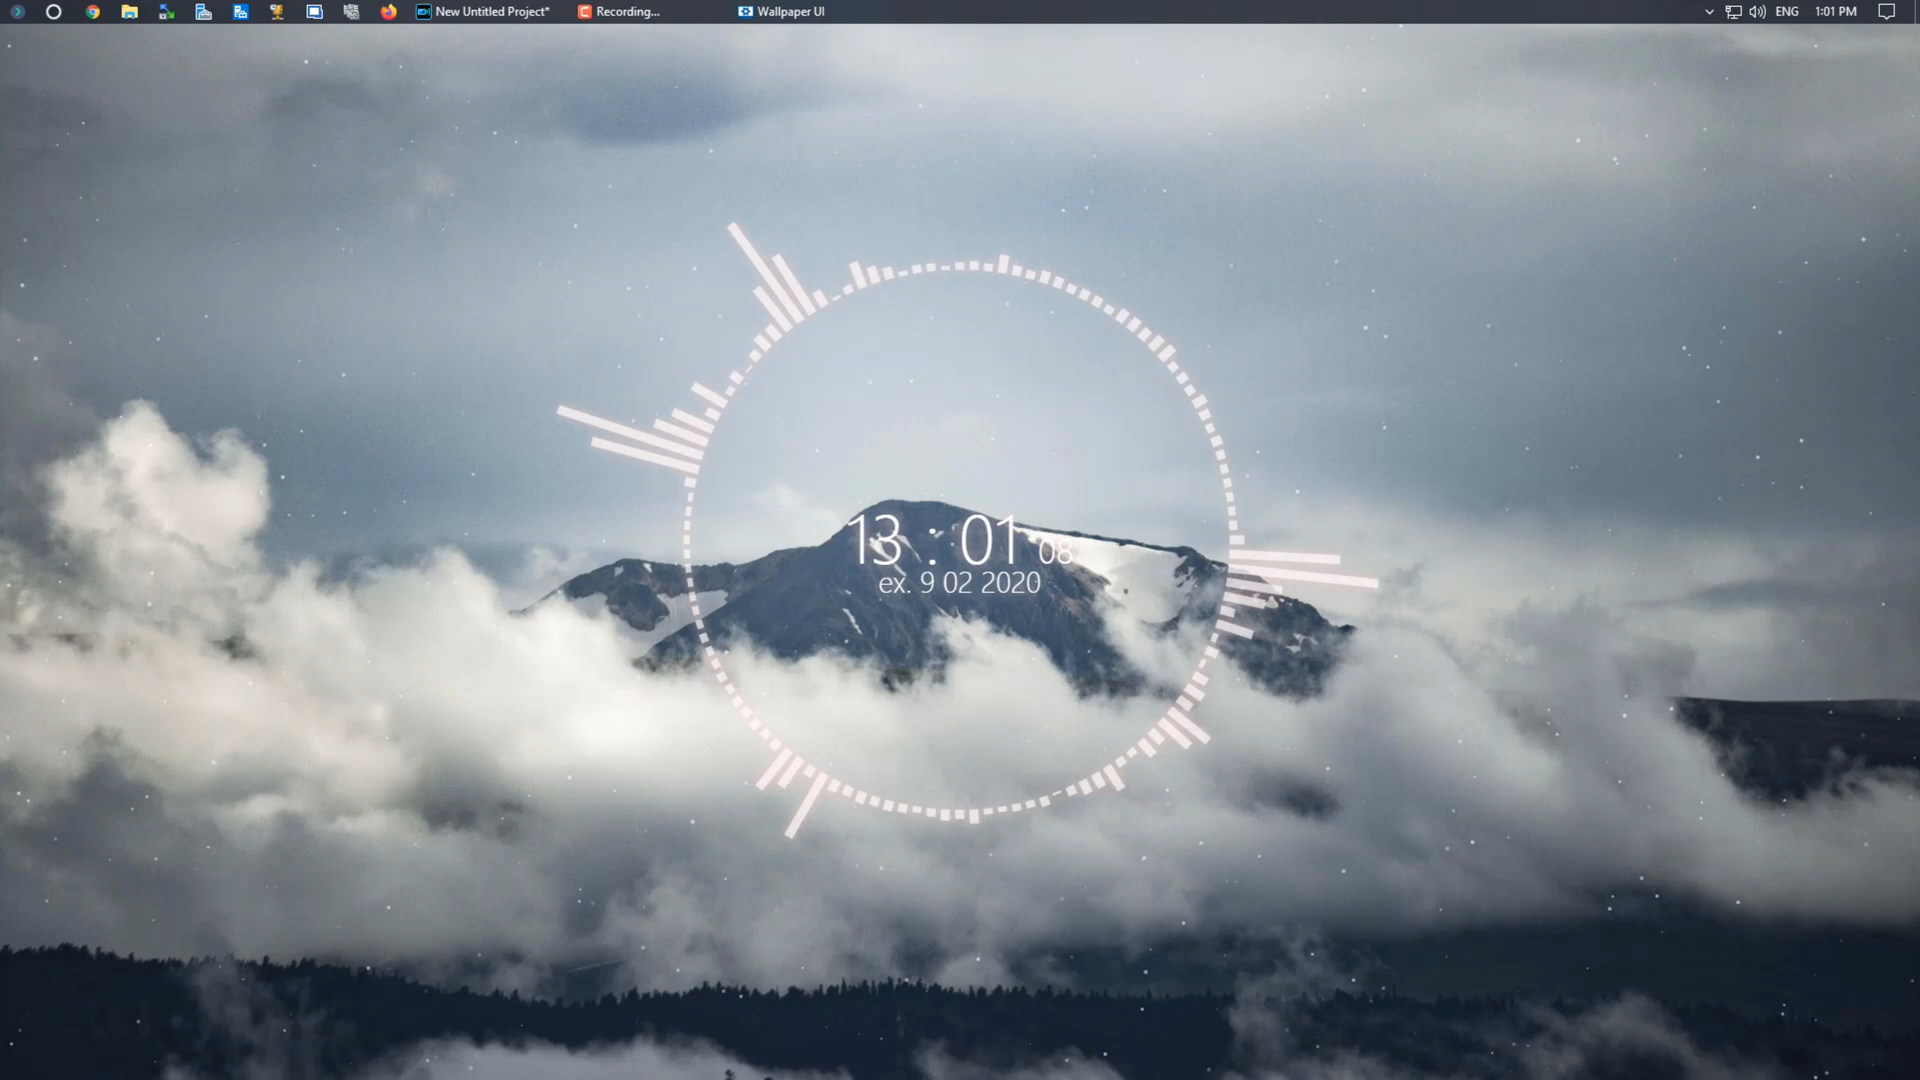 New Untitled Project*
Recording...
Wallpaper UI
ENG
1:01 PM
13 : 01 08
ex. 9 02 2020